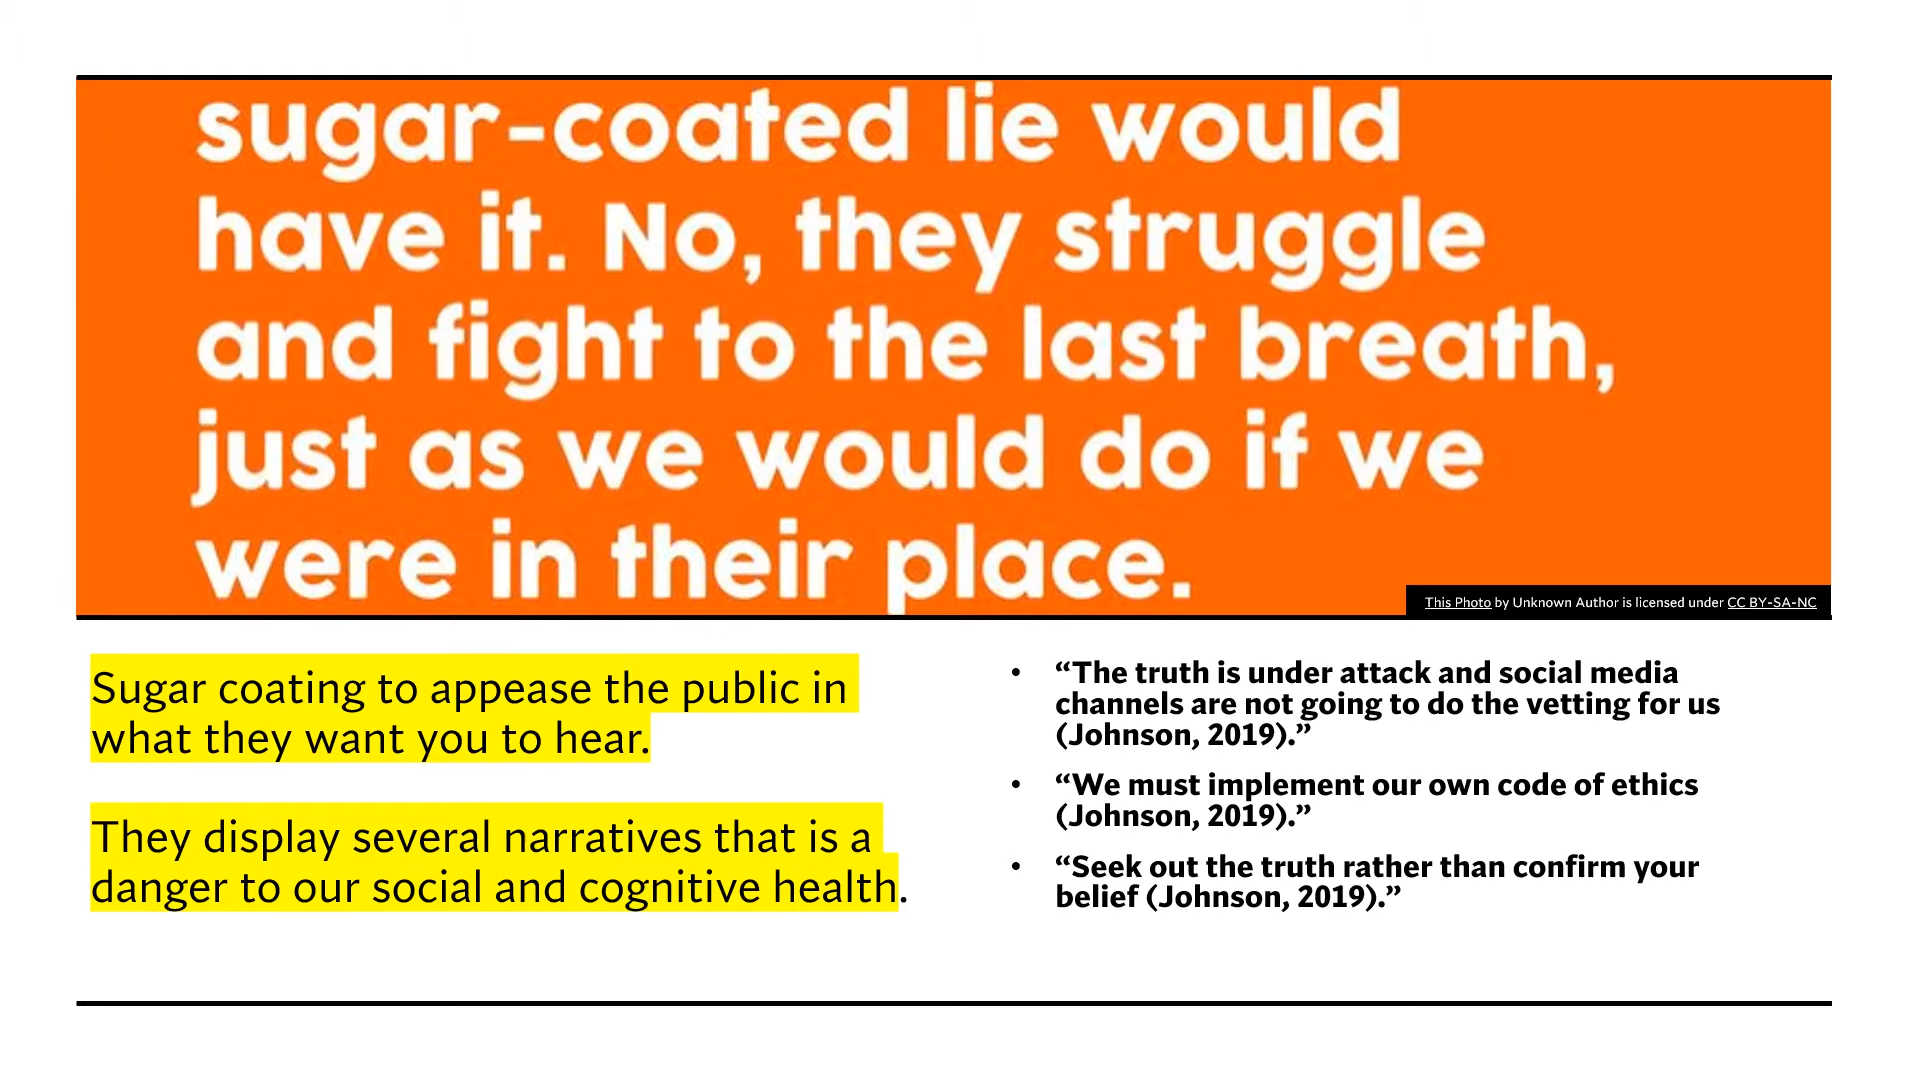 sugar-coated lie would
have it. No, they struggle
and fight to the last breath,
just as we would do if we
were in their place.
This Photo by Unknown Author is licensed under CC BY-SA-NC
Sugar coating to appease the public in
what they want you to hear.
They display several narratives that is a
danger to our social and cognitive health.
• “The truth is under attack and social media
channels are not going to do the vetting for us
(Johnson, 2019).”
• “We must implement our own code of ethics
(Johnson, 2019).”
• “Seek out the truth rather than confirm your
belief (Johnson, 2019).”